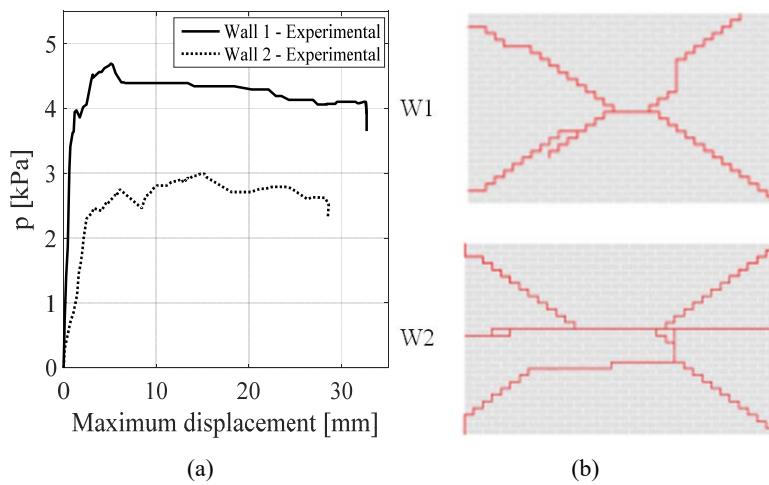 Wall 1 - Experimental
Wall 2 - Experimental
5
4
3
2
1
0
p [kPa]
0 10 20 30
Maximum displacement [mm]
(a)
W1
W2
(b)